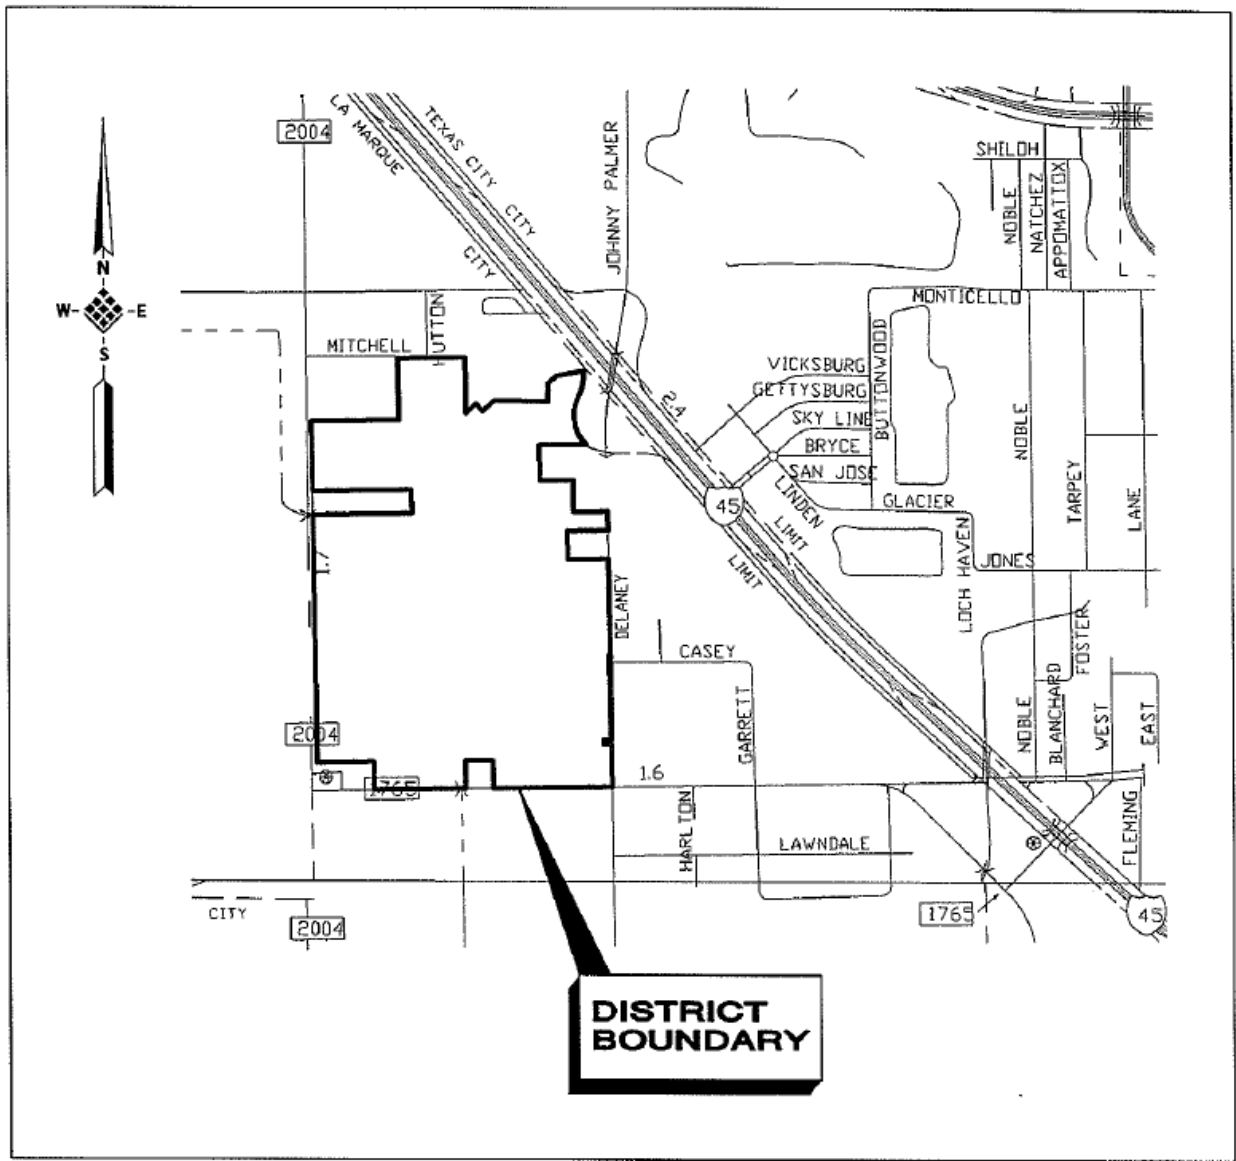 2004
LA MARQUE
CITY
TEXAS CITY
CITY
JOHNNY PALMER
SHILOH
NOBLE
NATCHEZ
APPOMATTOX
N
W
E
S
HUTTON
MITCHELL
MONTICELLO
BUTTONWOOD
VICKSBURG
GETTYSBURG
SKY LINE
BRYCE
SAN JOSE
2.4
LINDEN
GLACIER
45
LIMIT
LIMIT
NOBLE
TARPEY
LANE
LOCH HAVEN
JONES
1.7
DELANEY
CASEY
GARRETT
FOSTER
NOBLE
BLANCHARD
WEST
EAST
2004
1765
1.6
HARLTON
LAWNDALE
FLEMING
CITY
2004
1765
45
DISTRICT
BOUNDARY